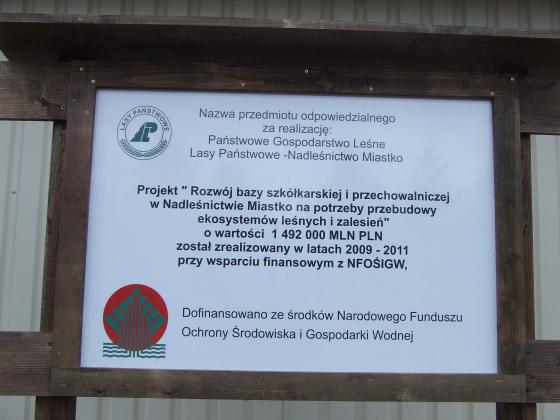 LASY PAŃSTWOWE
Nazwa przedmiotu odpowiedzialnego
za realizację:
Państwowe Gospodarstwo Leśne
Lasy Państwowe -Nadleśnictwo Miastko
Projekt " Rozwój bazy szkółkarskiej i przechowalniczej
w Nadleśnictwie Miastko na potrzeby przebudowy
ekosystemów leśnych i zalesień"
o wartości 1 492 000 MLN PLN
został zrealizowany w latach 2009 - 2011
przy wsparciu finansowym z NFOŚIGW,
Dofinansowano ze środków Narodowego Funduszu
Ochrony Środowiska i Gospodarki Wodnej